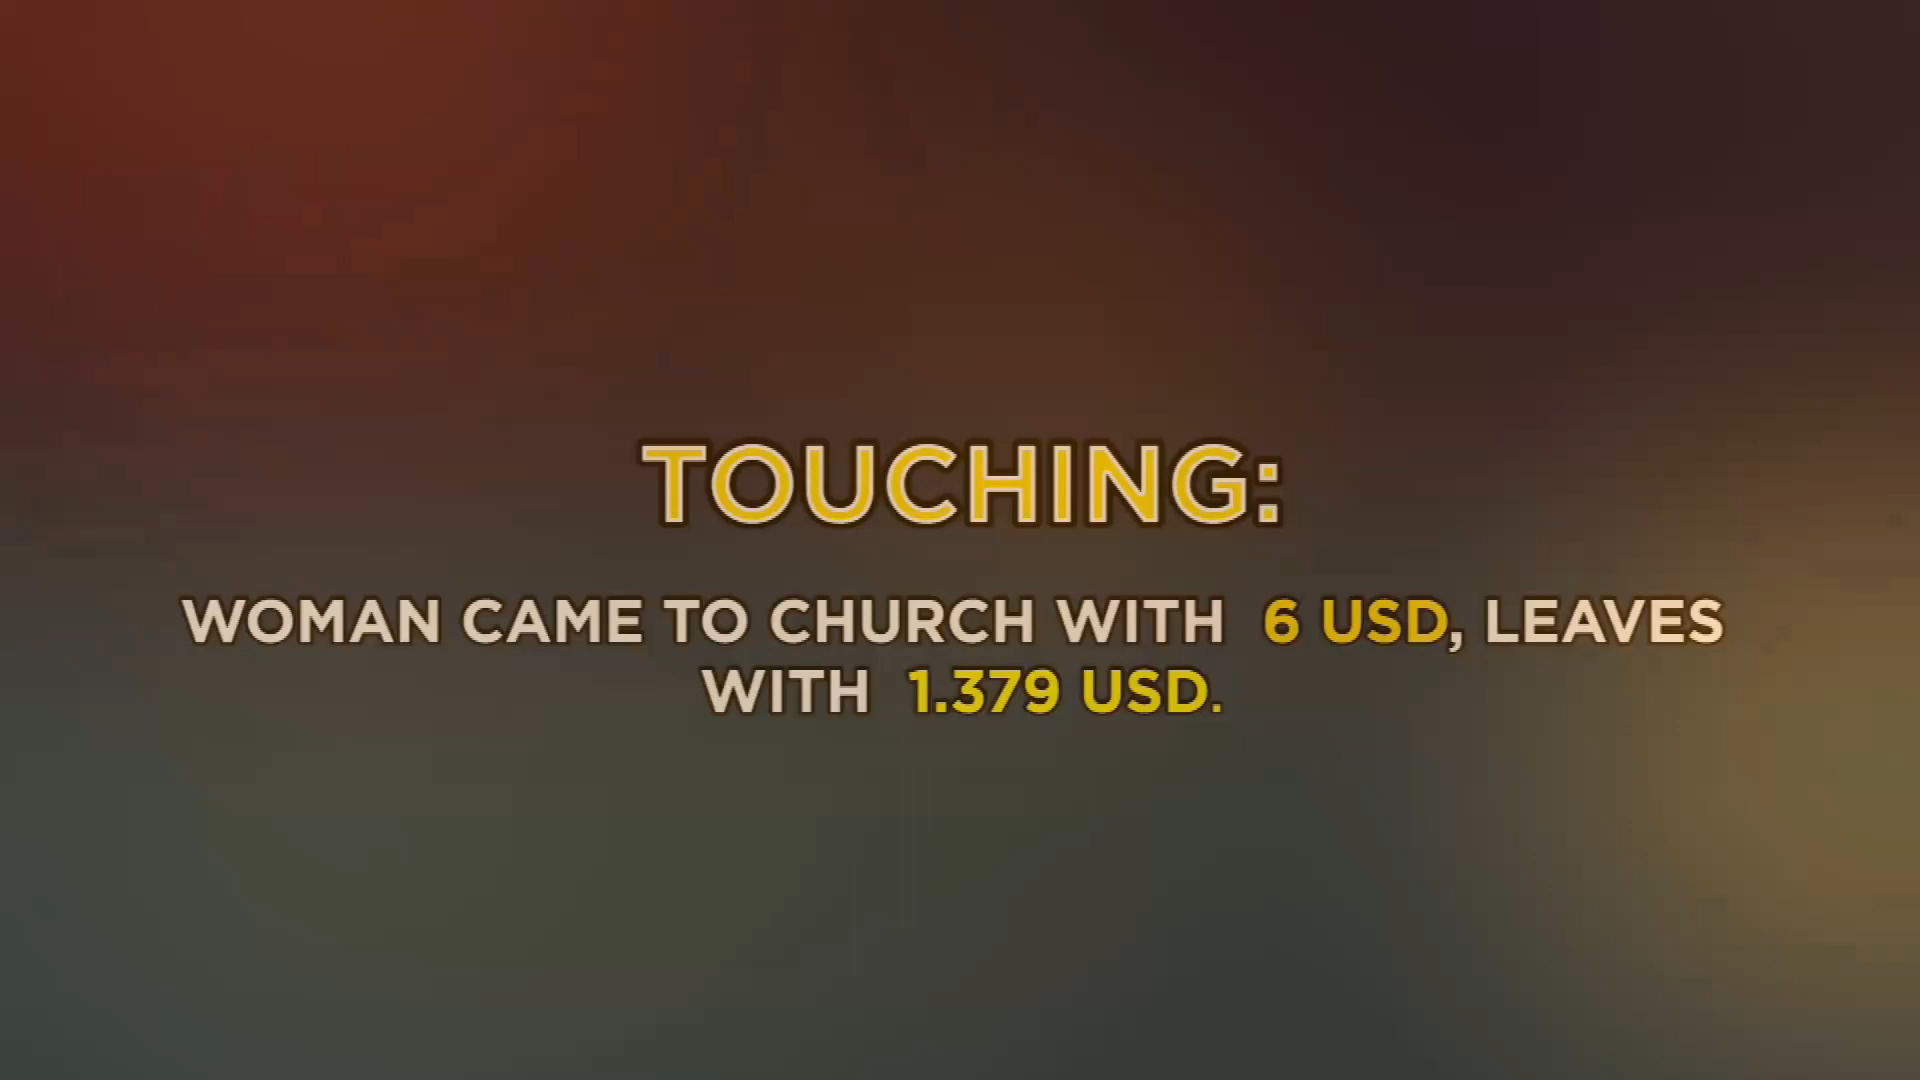 TOUCHING:
WOMAN CAME TO CHURCH WITH 6 USD, LEAVES
WITH 1.379 USD.